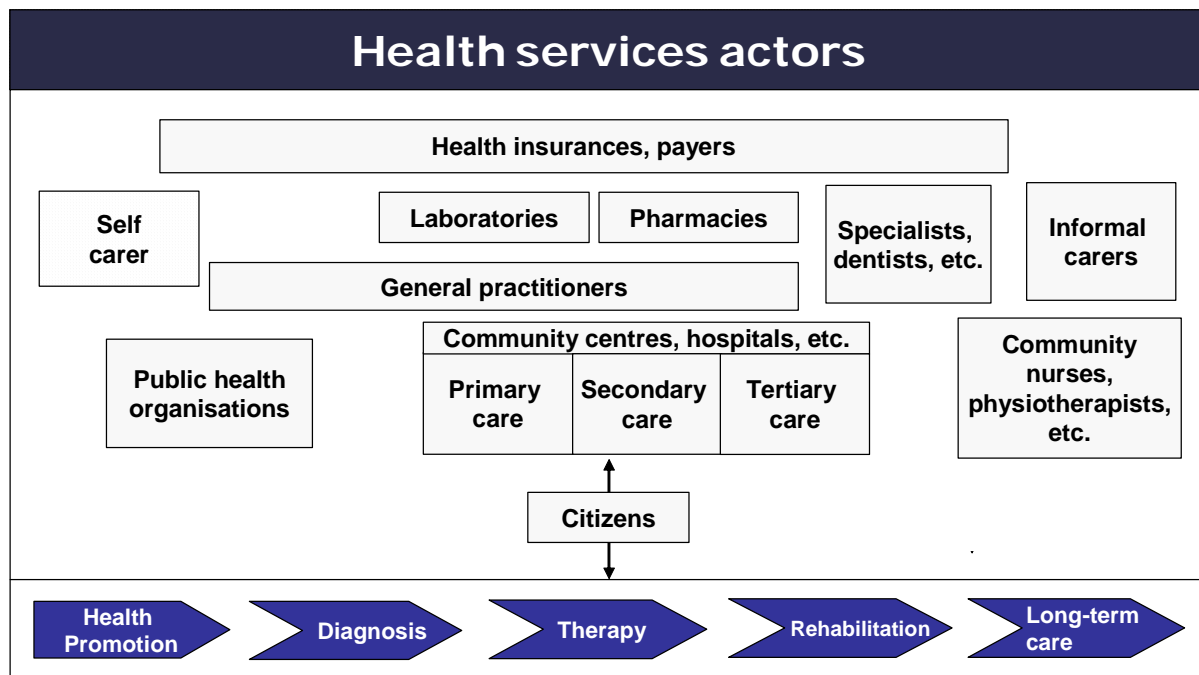 Health services actors
Health insurances, payers
Self
carer
Laboratories
Pharmacies
Specialists,
dentists, etc.
Informal
carers
General practitioners
Public health
organisations
Community centres, hospitals, etc.
Primary
care
Secondary
care
Tertiary
care
Community
nurses,
physiotherapists,
etc.
Citizens
Health
Promotion
Diagnosis
Therapy
Rehabilitation
Long-term
care